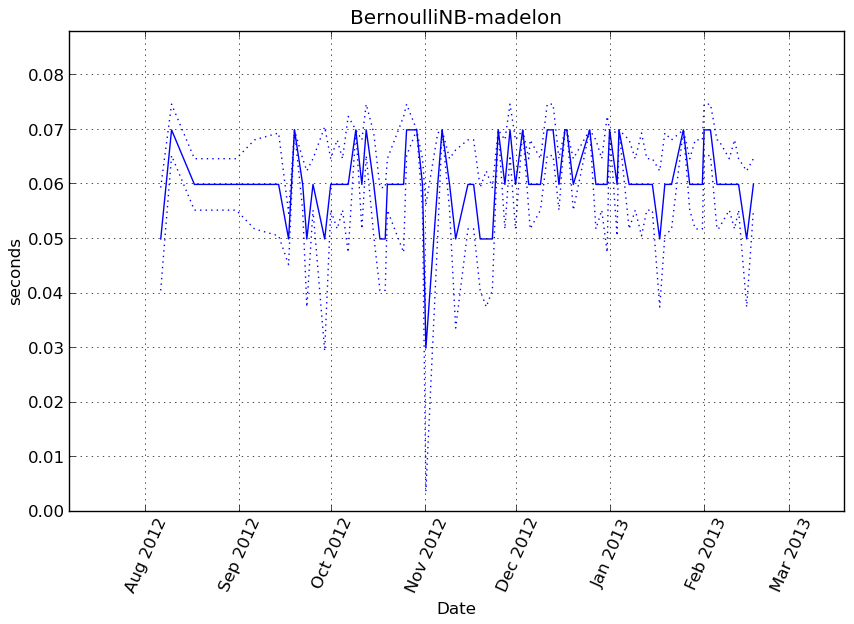 BernoulliNB-madelon
0.08
0.07
0.06
0.05
0.04
0.03
0.02
0.01
0.00
seconds
Aug 2012
Sep 2012
Oct 2012
Nov 2012
Dec 2012
Jan 2013
Feb 2013
Mar 2013
Date